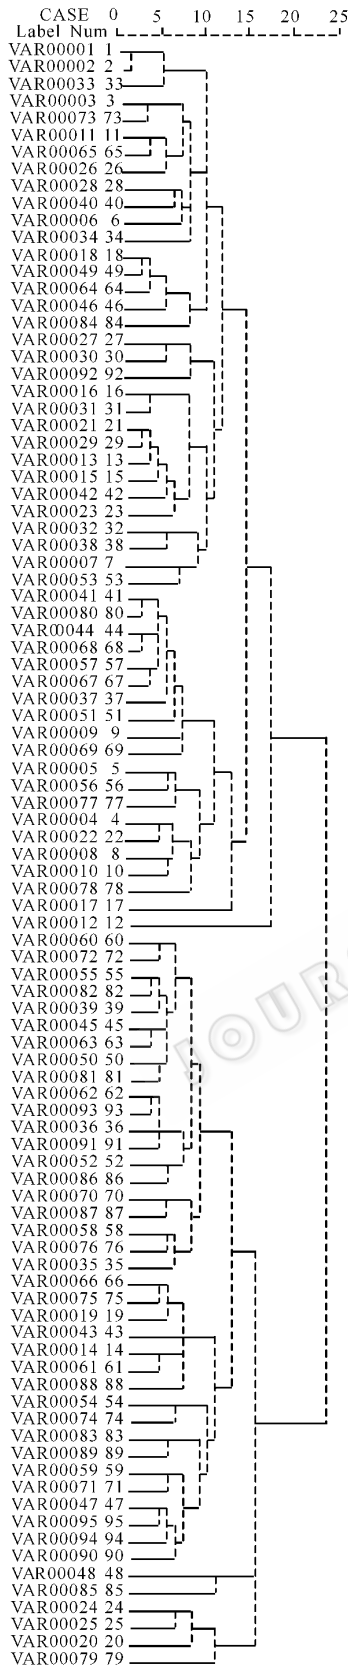 CASE 0 5 10 15 20 25
Label Num
VAR00001 1
VAR00002 2
VAR00033 33
VAR00003 3
VAR00073 73
VAR00011 11
VAR00065 65
VAR00026 26
VAR00028 28
VAR00040 40
VAR00006 6
VAR00034 34
VAR00018 18
VAR00049 49
VAR00064 64
VAR00046 46
VAR00084 84
VAR00027 27
VAR00030 30
VAR00092 92
VAR00016 16
VAR00031 31
VAR00021 21
VAR00029 29
VAR00013 13
VAR00015 15
VAR00042 42
VAR00023 23
VAR00032 32
VAR00038 38
VAR00007 7
VAR00053 53
VAR00041 41
VAR00080 80
VAR00044 44
VAR00068 68
VAR00057 57
VAR00067 67
VAR00037 37
VAR00051 51
VAR00009 9
VAR00069 69
VAR00005 5
VAR00056 56
VAR00077 77
VAR00004 4
VAR00022 22
VAR00008 8
VAR00010 10
VAR00078 78
VAR00017 17
VAR00012 12
VAR00060 60
VAR00072 72
VAR00055 55
VAR00082 82
VAR00039 39
VAR00045 45
VAR00063 63
VAR00050 50
VAR00081 81
VAR00062 62
VAR00093 93
VAR00036 36
VAR00091 91
VAR00052 52
VAR00086 86
VAR00070 70
VAR00087 87
VAR00058 58
VAR00076 76
VAR00035 35
VAR00066 66
VAR00075 75
VAR00019 19
VAR00043 43
VAR00014 14
VAR00061 61
VAR00088 88
VAR00054 54
VAR00074 74
VAR00083 83
VAR00089 89
VAR00059 59
VAR00071 71
VAR00047 47
VAR00095 95
VAR00094 94
VAR00090 90
VAR00048 48
VAR00085 85
VAR00024 24
VAR00025 25
VAR00020 20
VAR00079 79